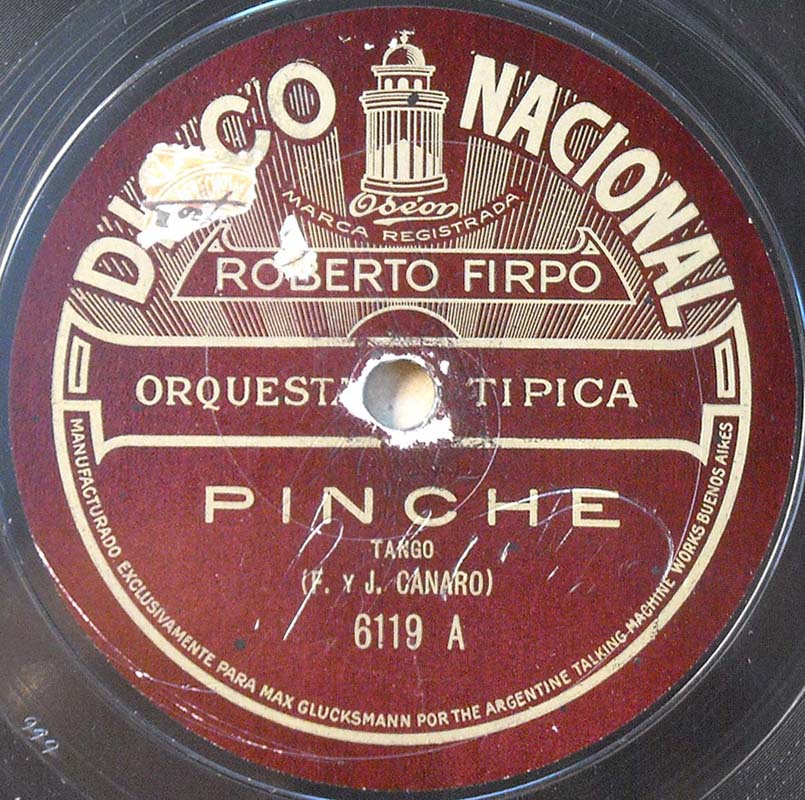 DISCO NACIONAL
Odeon
MARCA REGISTRADA
ROBERTO FIRPO
ORQUESTA TIPICA
PINCHE
TANGO
(F. Y J. CANARO)
6119 A
MANUFACTURADO EXCLUSIVAMENTE PARA MAX GLUCKSMANN POR THE ARGENTINE TALKING MACHINE WORKS BUENOS AIRES